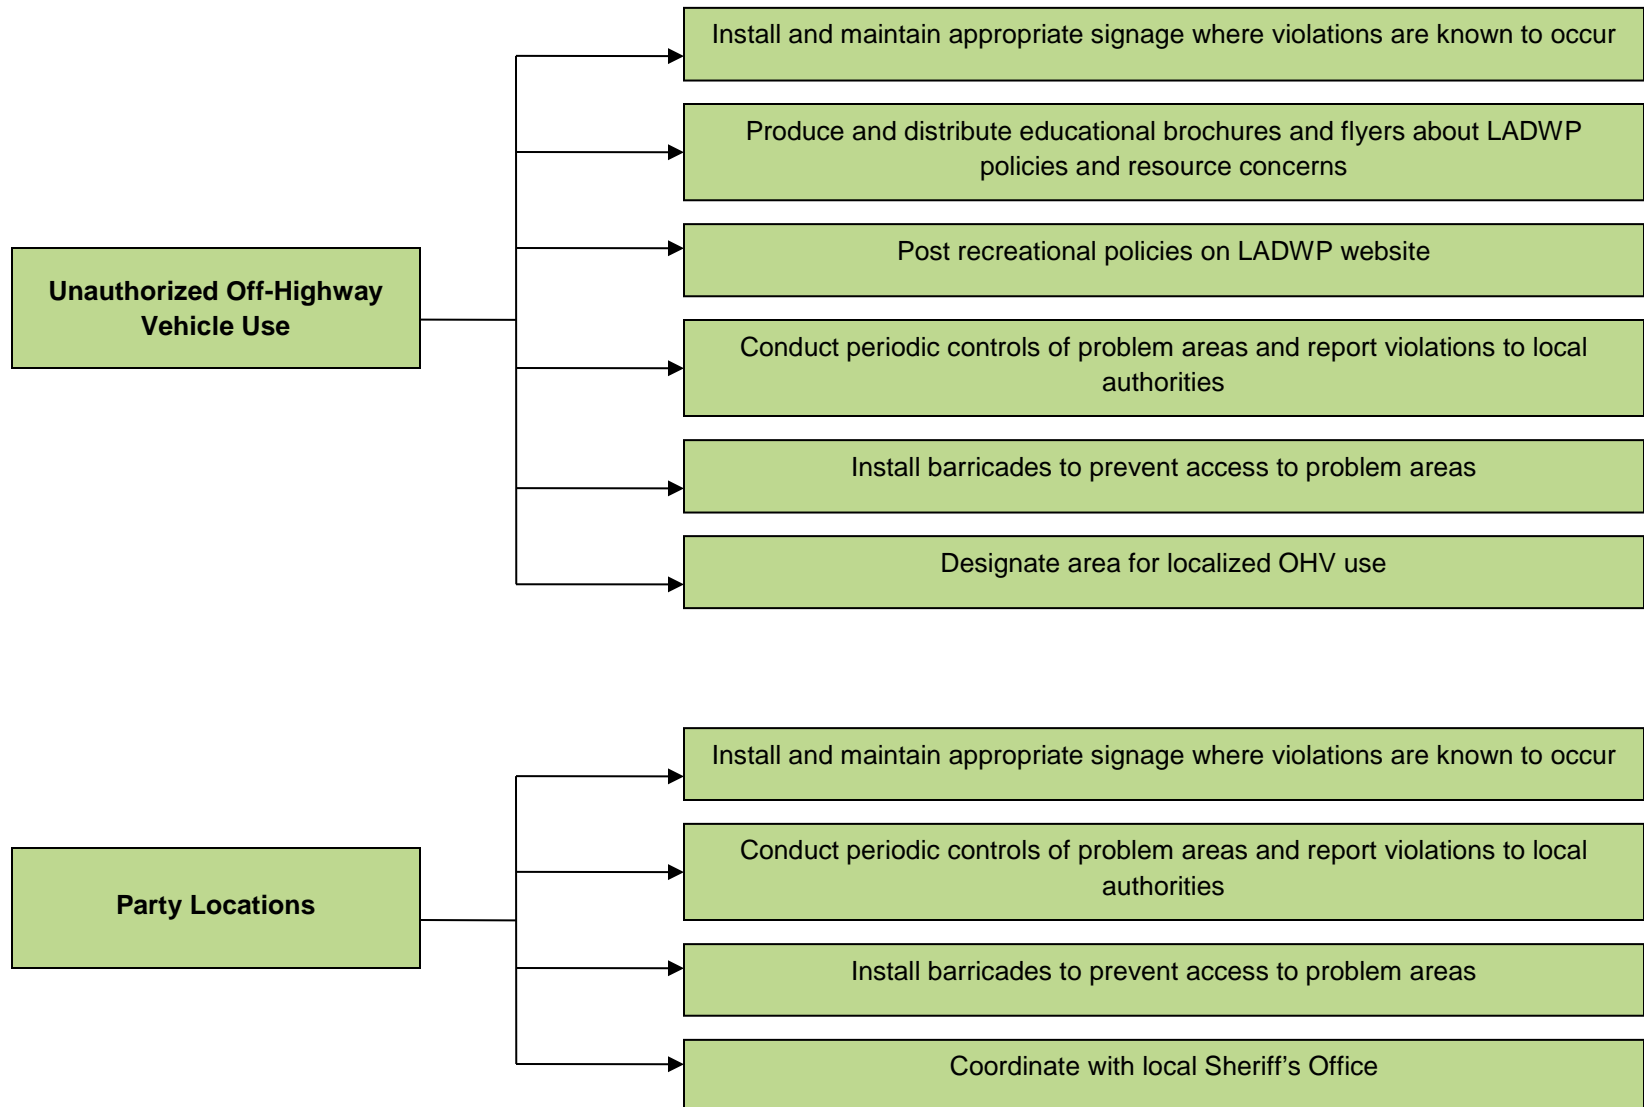 Install and maintain appropriate signage where violations are known to occur
Produce and distribute educational brochures and flyers about LADWP
policies and resource concerns
Post recreational policies on LADWP website
Unauthorized Off-Highway
Vehicle Use
Conduct periodic controls of problem areas and report violations to local
authorities
Install barricades to prevent access to problem areas
Designate area for localized OHV use
Install and maintain appropriate signage where violations are known to occur
Conduct periodic controls of problem areas and report violations to local
authorities
Party Locations
Install barricades to prevent access to problem areas
Coordinate with local Sheriff’s Office